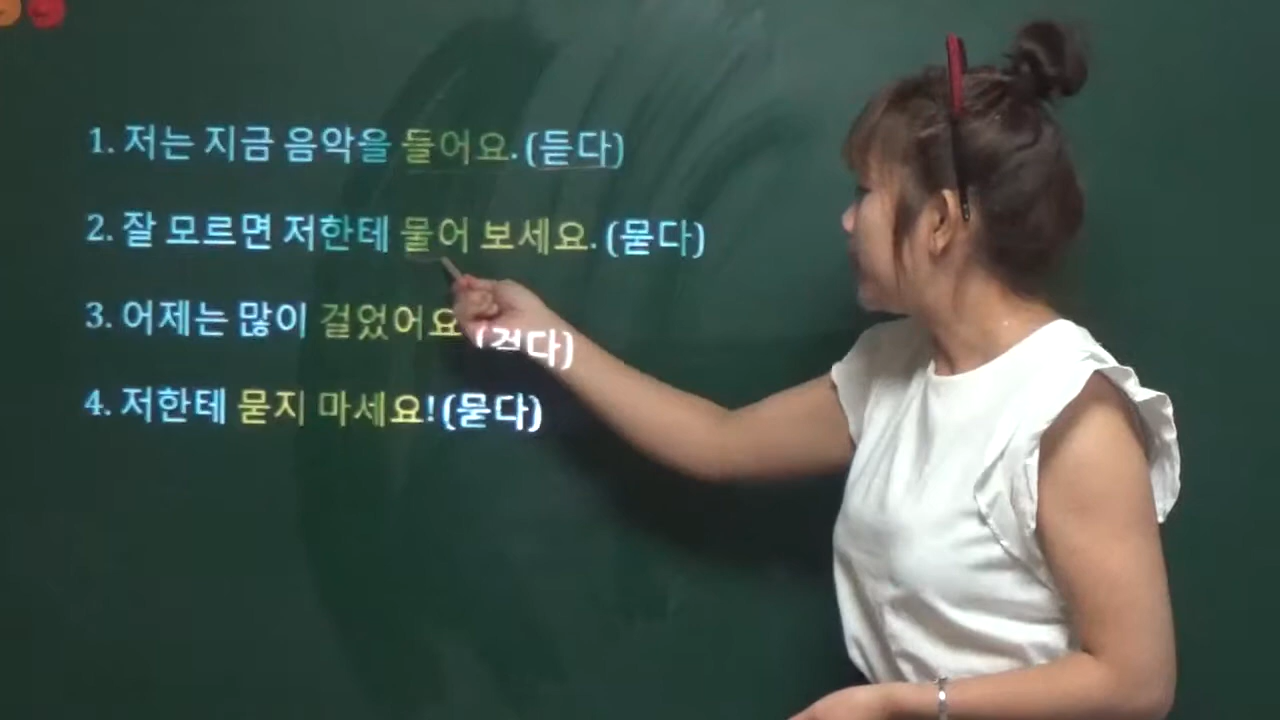 1. 저는 지금 음악을 들어요. (듣다)
2. 잘 모르면 저한테 물어 보세요. (묻다)
3. 어제는 많이 걸었어요 (걷다)
4. 저한테 묻지 마세요! (묻다)